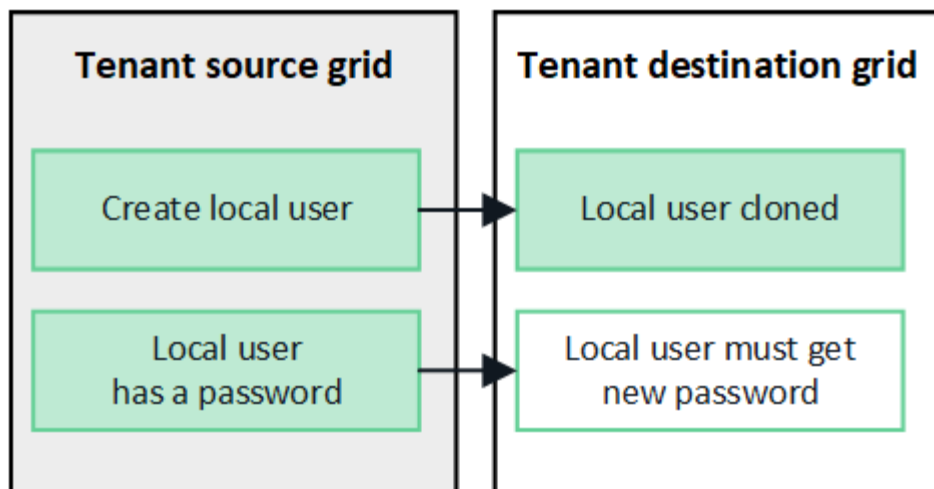 Tenant source grid
Tenant destination grid
Create local user
Local user cloned
Local user
has a password
Local user must get
new password